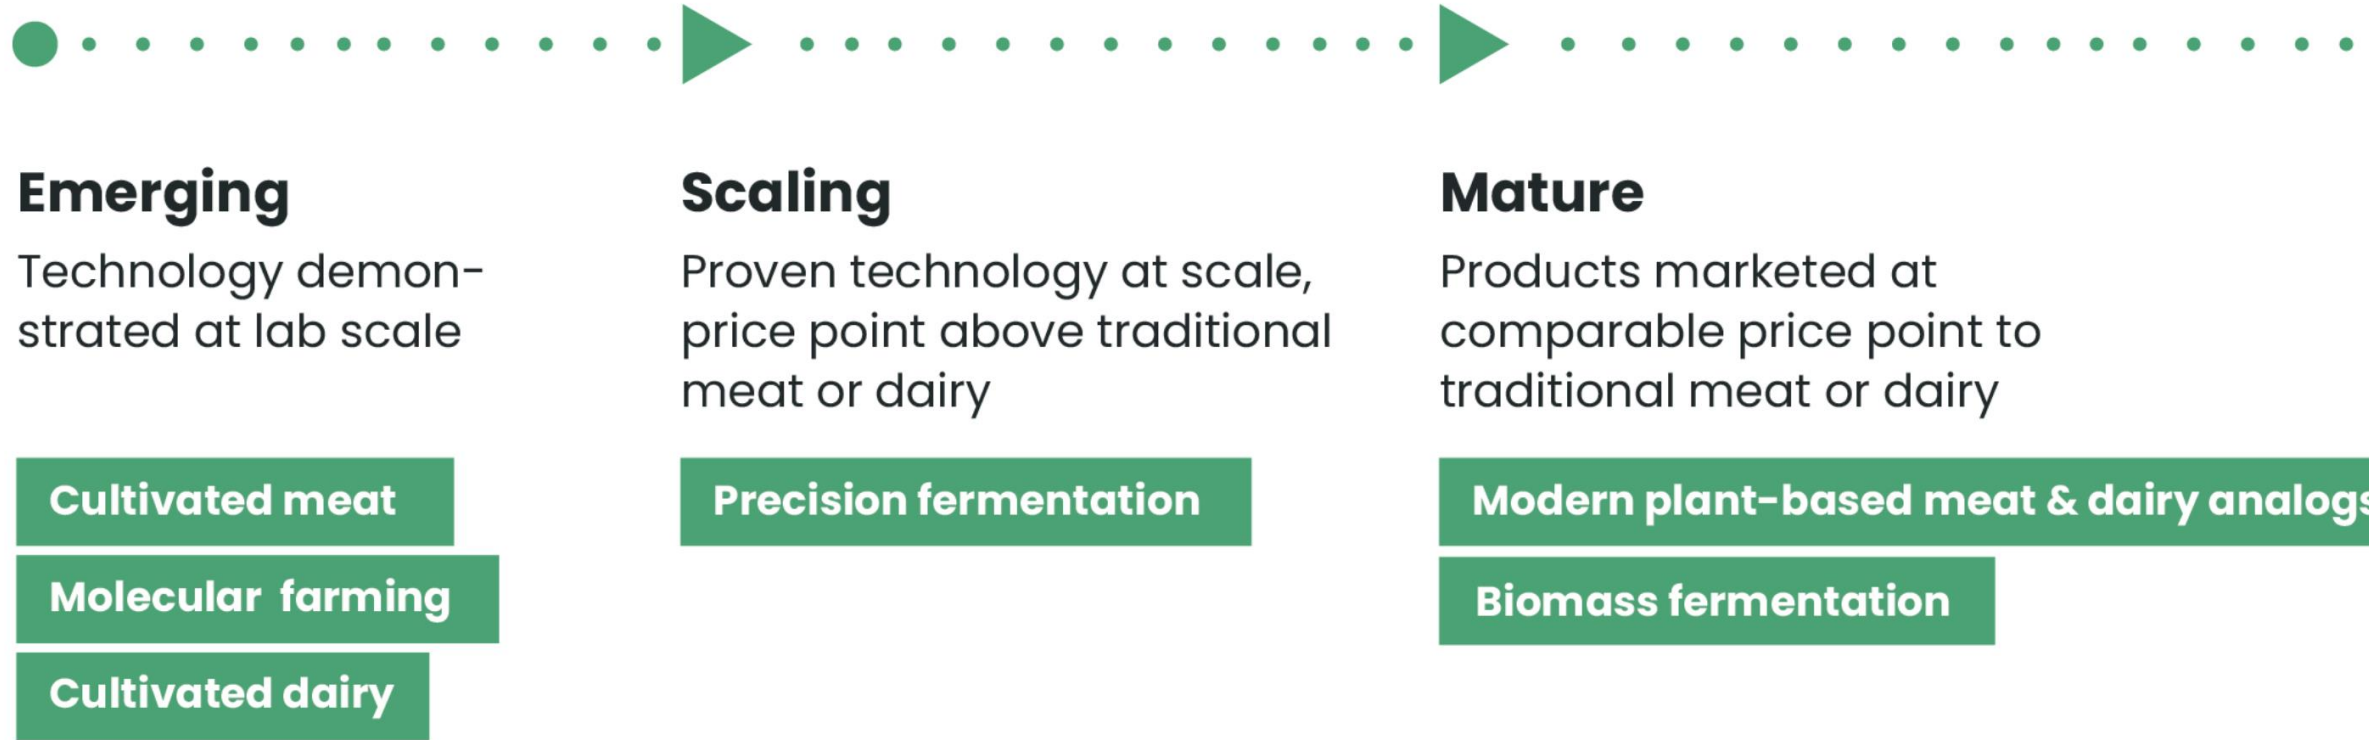 Emerging
Technology demon-
strated at lab scale
Cultivated meat
Molecular farming
Cultivated dairy
Scaling
Proven technology at scale,
price point above traditional
meat or dairy
Precision fermentation
Mature
Products marketed at
comparable price point to
traditional meat or dairy
Modern plant-based meat & dairy analogs
Biomass fermentation